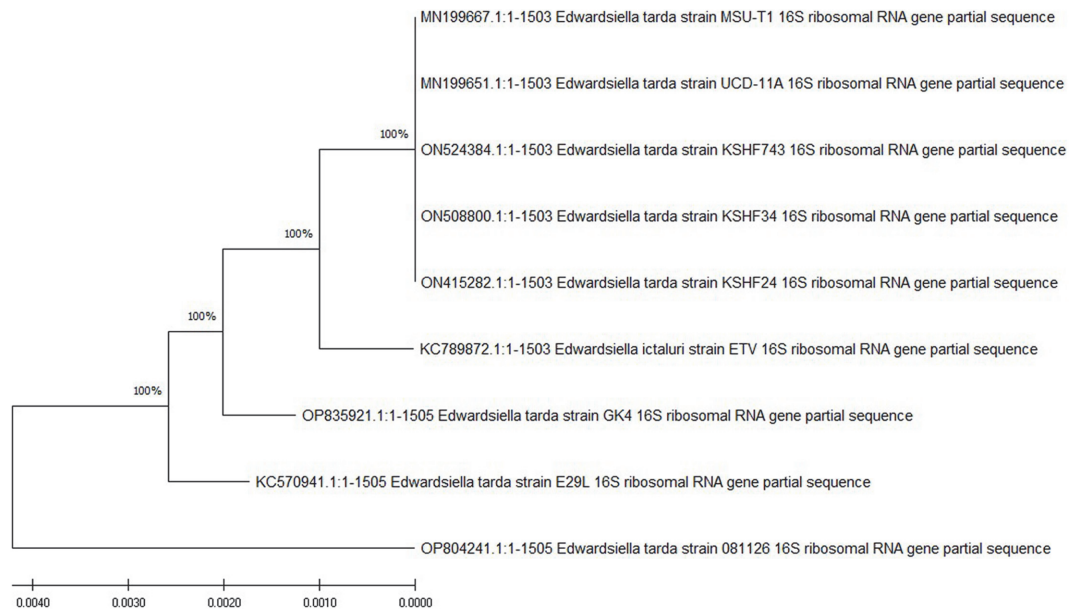 MN199667.1:1-1503 Edwardsiella tarda strain MSU-T1 16S ribosomal RNA gene partial sequence
MN199651.1:1-1503 Edwardsiella tarda strain UCD-11A 16S ribosomal RNA gene partial sequence
100%
ON524384.1:1-1503 Edwardsiella tarda strain KSHF743 16S ribosomal RNA gene partial sequence
ON508800.1:1-1503 Edwardsiella tarda strain KSHF34 16S ribosomal RNA gene partial sequence
100%
ON415282.1:1-1503 Edwardsiella tarda strain KSHF24 16S ribosomal RNA gene partial sequence
100%
KC789872.1:1-1503 Edwardsiella ictaluri strain ETV 16S ribosomal RNA gene partial sequence
100%
OP835921.1:1-1505 Edwardsiella tarda strain GK4 16S ribosomal RNA gene partial sequence
KC570941.1:1-1505 Edwardsiella tarda strain E29L 16S ribosomal RNA gene partial sequence
OP804241.1:1-1505 Edwardsiella tarda strain 081126 16S ribosomal RNA gene partial sequence
0.0040 0.0030 0.0020 0.0010 0.0000